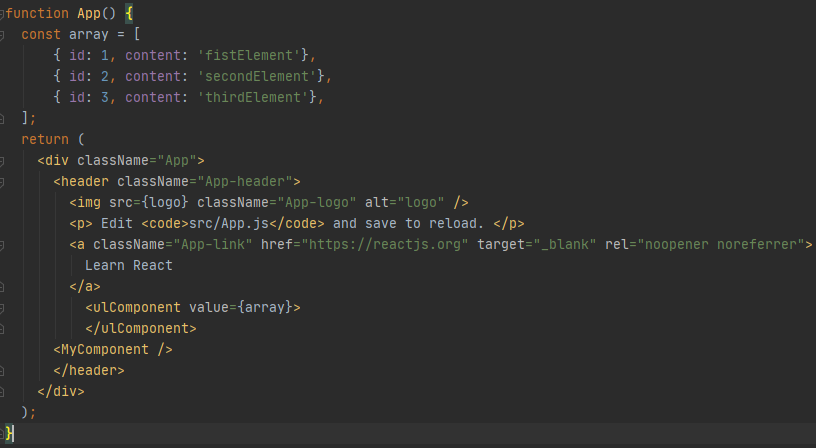 function App() {
const array = [
{ id: 1, content: 'fistElement'},
{ id: 2, content: 'secondElement'},
{ id: 3, content: 'thirdElement'},
];
return (
<div className="App">
<header className="App-header">
<img src={logo} className="App-logo" alt="logo" />
<p> Edit <code>src/App.js</code> and save to reload. </p>
<a className="App-link" href="https://reactjs.org" target="_blank" rel="noopener noreferrer">
Learn React
</a>
<ulComponent value={array}>
</ulComponent>
<MyComponent />
</header>
</div>
);
}